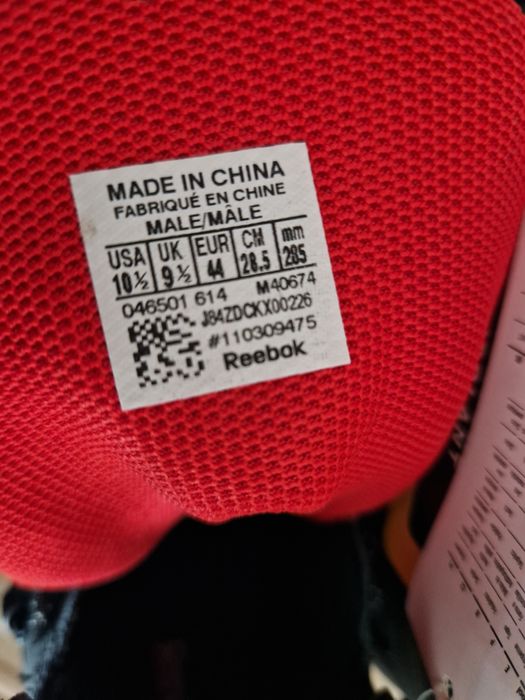 MADE IN CHINA
FABRIQUÉ EN CHINE
MALE/MÂLE
USA UK EUR CM mm
10½ 9½ 44 28.5 285
046501 614 M40674
J84ZDCKX00226
#110309475
Reebok